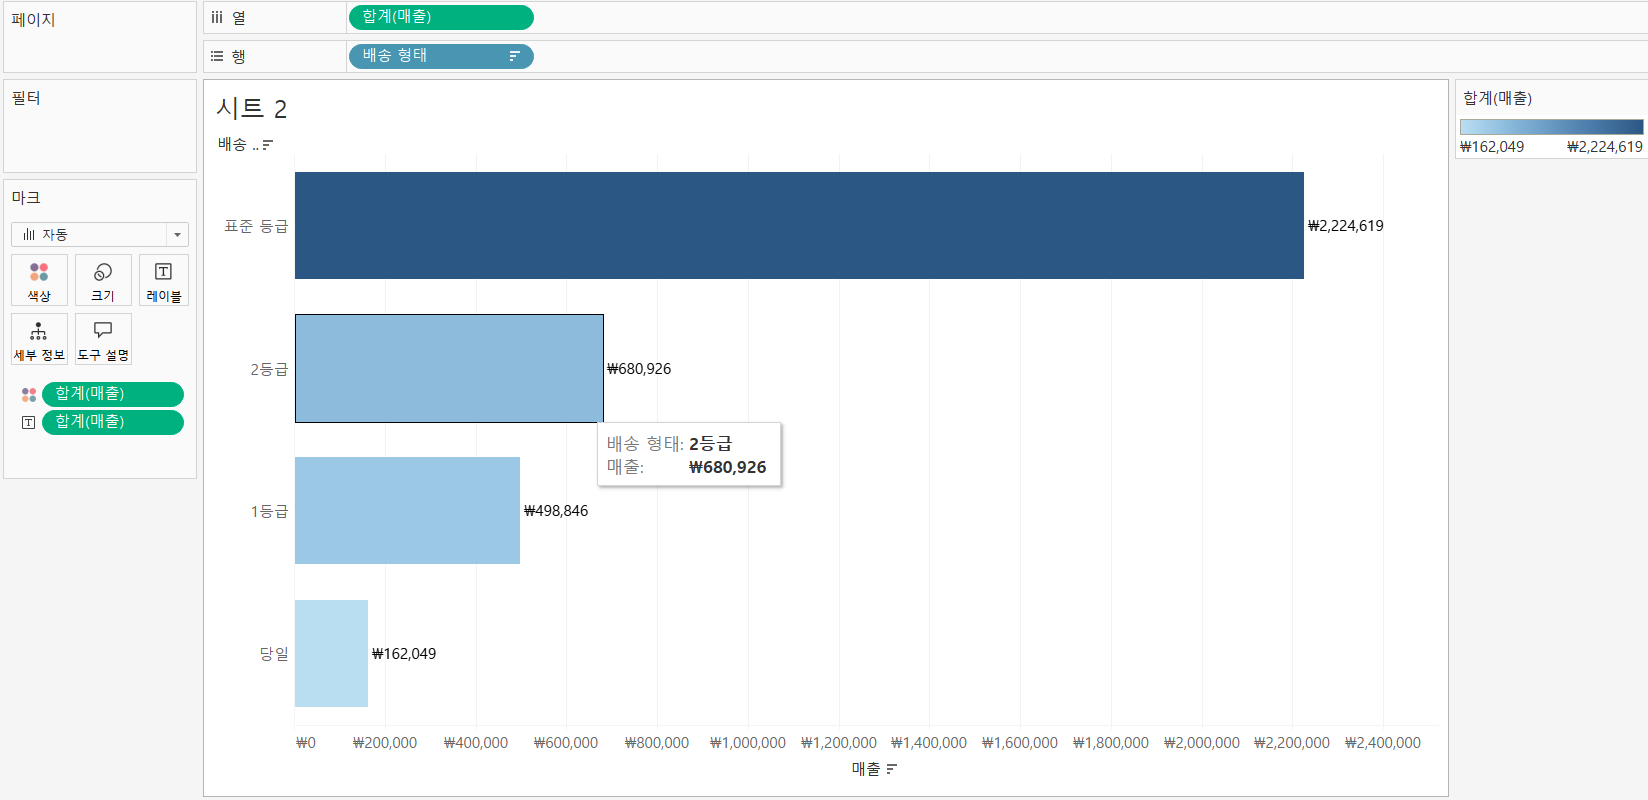 페이지
열
합계(매출)
행
배송 형태
필터
마크
자동
색상
크기
레이블
세부 정보
도구 설명
합계(매출)
합계(매출)
시트 2
배송 ..
표준 등급
₩2,224,619
2등급
₩680,926
배송 형태: 2등급
매출: ₩680,926
1등급
₩498,846
당일
₩162,049
₩0 ₩200,000 ₩400,000 ₩600,000 ₩800,000 ₩1,000,000 ₩1,200,000 ₩1,400,000 ₩1,600,000 ₩1,800,000 ₩2,000,000 ₩2,200,000 ₩2,400,000
매출
합계(매출)
₩162,049 ₩2,224,619